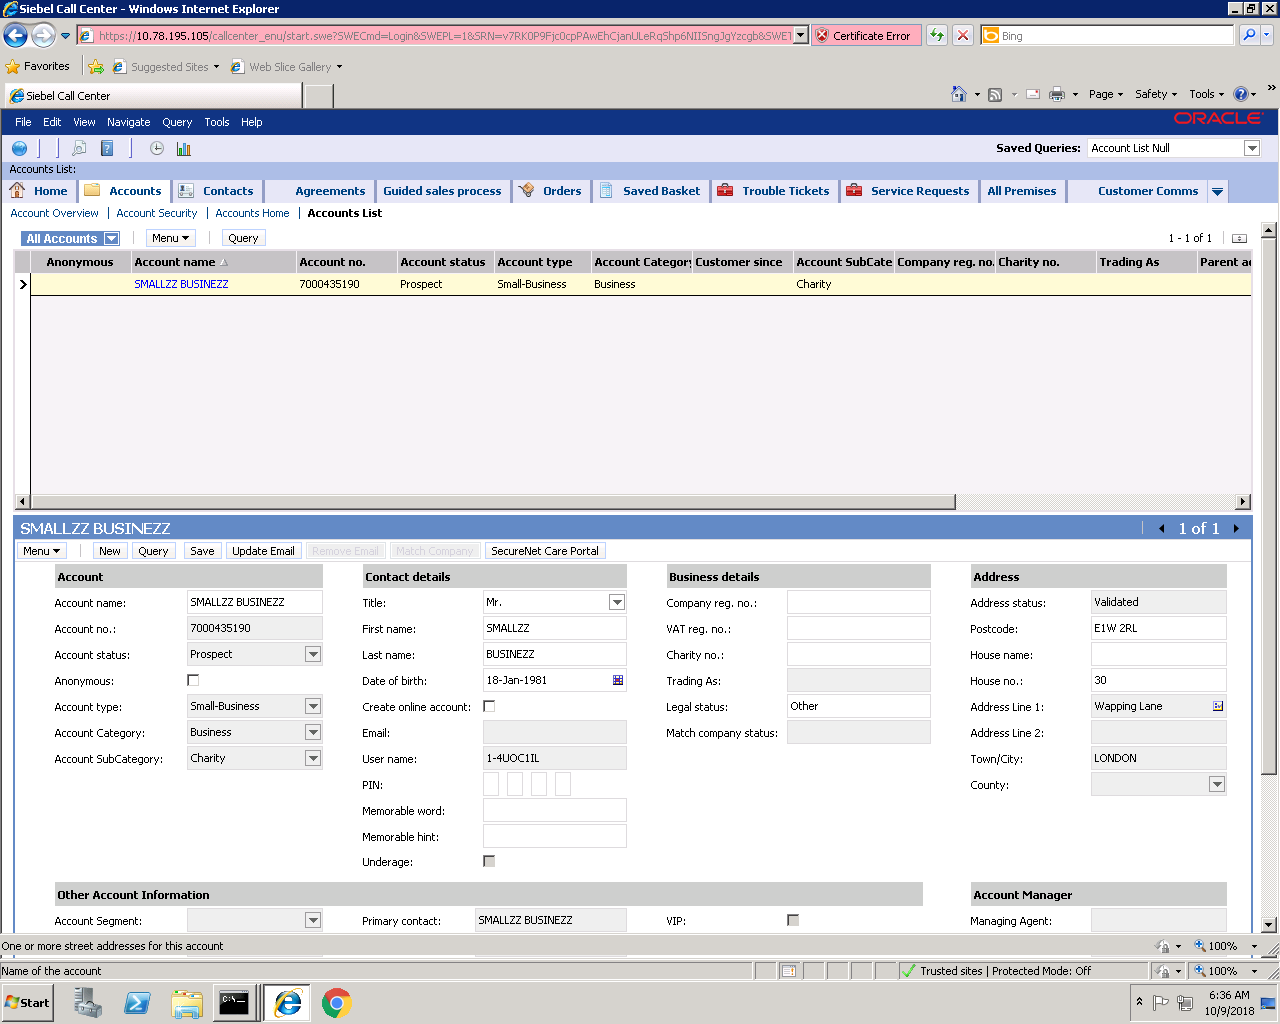 Siebel Call Center - Windows Internet Explorer
https://10.78.195.105/callcenter_enu/start.swe?SWECmd=Login&SWEPL=1&SRN=v7RK0P9Fjc0cpPAwEhCjanULeRqShp6NIISngJgYzcgb&SWET
Certificate Error
Bing
Favorites
Suggested Sites
Web Slice Gallery
Siebel Call Center
Page
Safety
Tools
»
File Edit View Navigate Query Tools Help
ORACLE
Saved Queries: Account List Null
Accounts List:
Home Accounts Contacts Agreements Guided sales process Orders Saved Basket Trouble Tickets Service Requests All Premises Customer Comms
Account Overview | Account Security | Accounts Home | Accounts List
All Accounts Menu Query 1 - 1 of 1
Anonymous Account name Account no. Account status Account type Account Category Customer since Account SubCate Company reg. no. Charity no. Trading As Parent ac
SMALLZZ BUSINEZZ 7000435190 Prospect Small-Business Business Charity
SMALLZZ BUSINEZZ 1 of 1
Menu New Query Save Update Email Remove Email Match Company SecureNet Care Portal
Account Contact details Business details Address
Account name: SMALLZZ BUSINEZZ Title: Mr. Company reg. no.: Address status: Validated
Account no.: 7000435190 First name: SMALLZZ VAT reg. no.: Postcode: E1W 2RL
Account status: Prospect Last name: BUSINEZZ Charity no.: House name:
Anonymous: Date of birth: 18-Jan-1981 Trading As: House no.: 30
Account type: Small-Business Create online account: Legal status: Other Address Line 1: Wapping Lane
Account Category: Business Email: Match company status: Address Line 2:
Account SubCategory: Charity User name: 1-4UOC1IL Town/City: LONDON
PIN: County:
Memorable word:
Memorable hint:
Underage:
Other Account Information Account Manager
Account Segment: Primary contact: SMALLZZ BUSINEZZ VIP: Managing Agent:
One or more street addresses for this account 100%
Name of the account Trusted sites | Protected Mode: Off 100%
Start 6:36 AM
10/9/2018